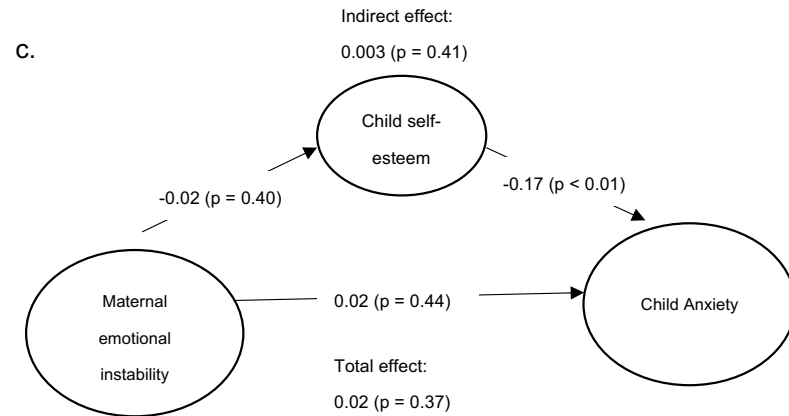 Indirect effect:
0.003 (p = 0.41)
c.
Child self-
esteem
-0.02 (p = 0.40)
-0.17 (p < 0.01)
Maternal
emotional
instability
0.02 (p = 0.44)
Child Anxiety
Total effect:
0.02 (p = 0.37)